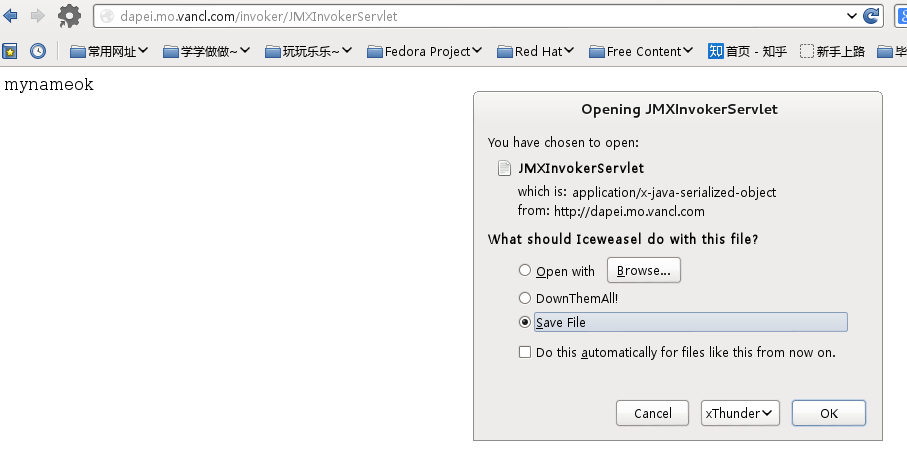 dapei.mo.vancl.com/invoker/JMXInvokerServlet
常用网址 学学做做~ 玩玩乐乐~ Fedora Project Red Hat Free Content 知 首页 - 知乎 新手上路
mynameok
Opening JMXInvokerServlet
You have chosen to open:
JMXInvokerServlet
which is: application/x-java-serialized-object
from: http://dapei.mo.vancl.com
What should Iceweasel do with this file?
Open with Browse...
DownThemAll!
Save File
Do this automatically for files like this from now on.
Cancel xThunder OK